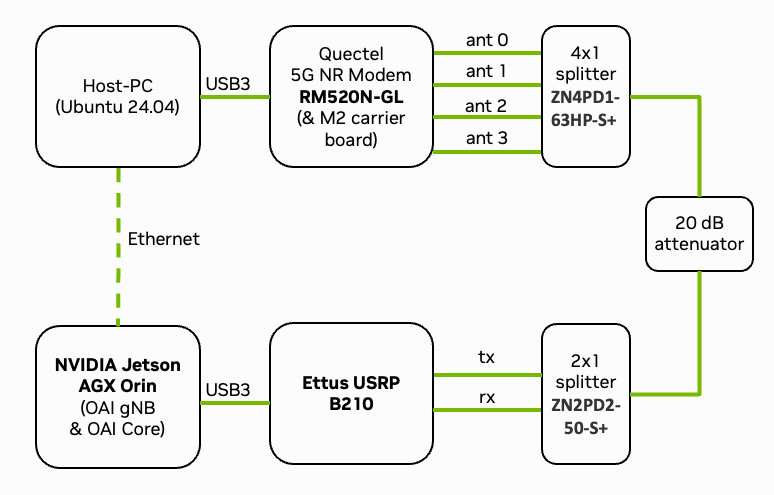 Host-PC
(Ubuntu 24.04)
USB3
Quectel
5G NR Modem
RM520N-GL
(& M2 carrier
board)
ant 0
ant 1
ant 2
ant 3
4x1
splitter
ZN4PD1-
63HP-S+
20 dB
attenuator
Ethernet
NVIDIA Jetson
AGX Orin
(OAI gNB
& OAI Core)
USB3
Ettus USRP
B210
tx
rx
2x1
splitter
ZN2PD2-
50-S+